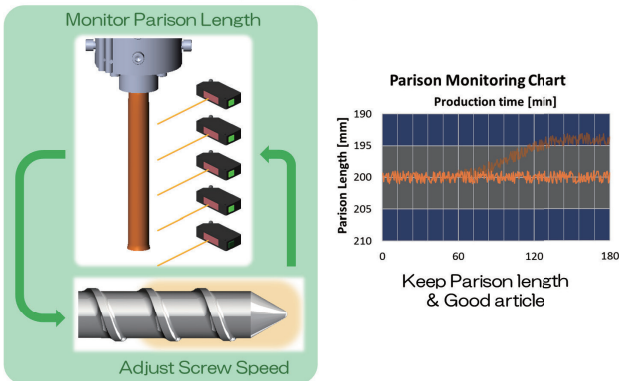 Monitor Parison Length
Adjust Screw Speed
Parison Monitoring Chart
Production time [min]
Parison Length [mm]
190
195
200
205
210
0
60
120
180
Keep Parison length
& Good article